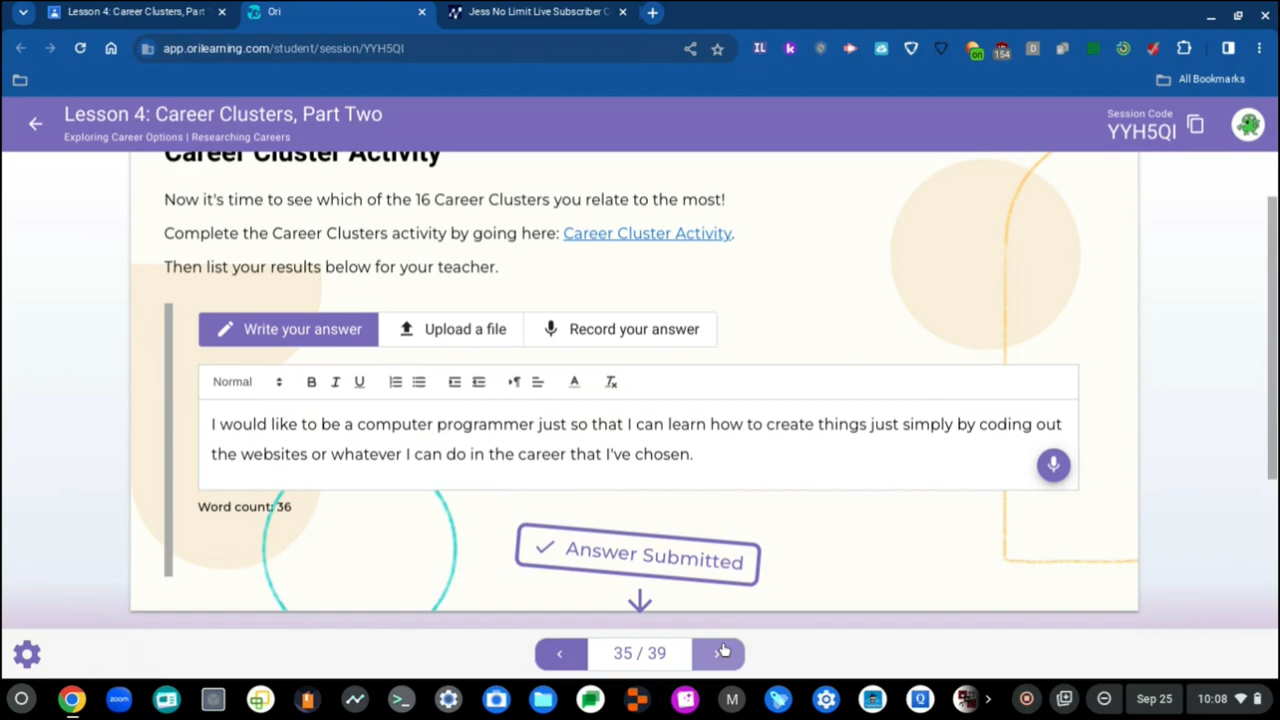 Lesson 4: Career Clusters, Part
Ori
Jess No Limit Live Subscriber C
app.orilearning.com/student/session/YYH5QI
IL
k
on
154
D
All Bookmarks
Lesson 4: Career Clusters, Part Two
Exploring Career Options | Researching Careers
Session Code
YYH5QI
Career Cluster Activity
Now it's time to see which of the 16 Career Clusters you relate to the most!
Complete the Career Clusters activity by going here: Career Cluster Activity.
Then list your results below for your teacher.
Write your answer
Upload a file
Record your answer
Normal
B I U
A
I would like to be a computer programmer just so that I can learn how to create things just simply by coding out
the websites or whatever I can do in the career that I've chosen.
Word count: 36
Answer Submitted
35 / 39
zoom
M
Q
Sep 25
10:08